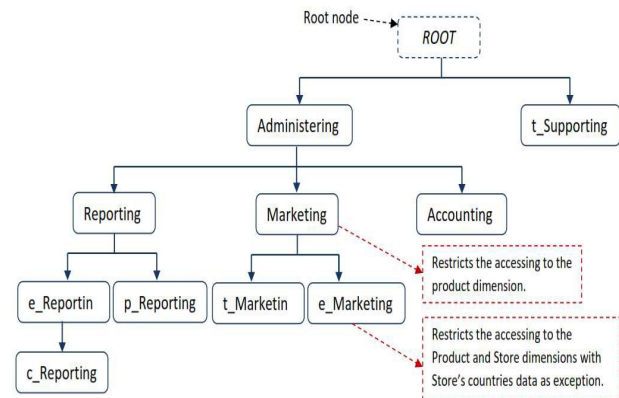 Root node
ROOT
Administering
t_Supporting
Reporting
Marketing
Accounting
Restricts the accessing to the
product dimension.
e_Reportin
p_Reporting
t_Marketin
e_Marketing
Restricts the accessing to the
Product and Store dimensions with
Store's countries data as exception.
c_Reporting